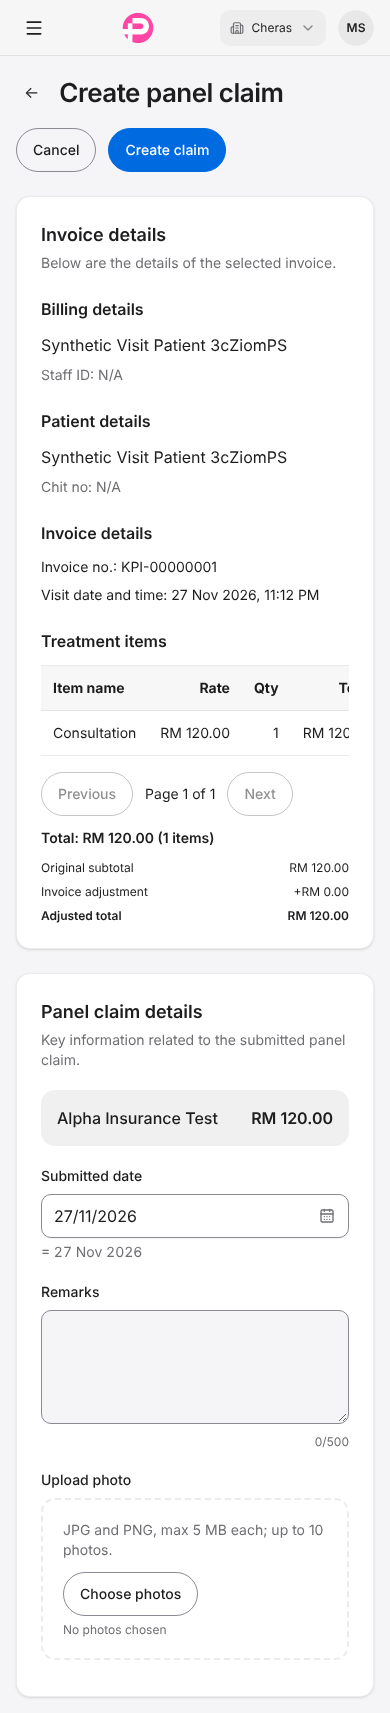 Cheras
MS
Create panel claim
Cancel
Create claim
Invoice details
Below are the details of the selected invoice.
Billing details
Synthetic Visit Patient 3cZiomPS
Staff ID: N/A
Patient details
Synthetic Visit Patient 3cZiomPS
Chit no: N/A
Invoice details
Invoice no.: KPI-00000001
Visit date and time: 27 Nov 2026, 11:12 PM
Treatment items
Item name Rate Qty
Consultation RM 120.00 1 RM 120
Previous Page 1 of 1 Next
Total: RM 120.00 (1 items)
Original subtotal RM 120.00
Invoice adjustment +RM 0.00
Adjusted total RM 120.00
Panel claim details
Key information related to the submitted panel
claim.
Alpha Insurance Test RM 120.00
Submitted date
27/11/2026
= 27 Nov 2026
Remarks
0/500
Upload photo
JPG and PNG, max 5 MB each; up to 10
photos.
Choose photos
No photos chosen